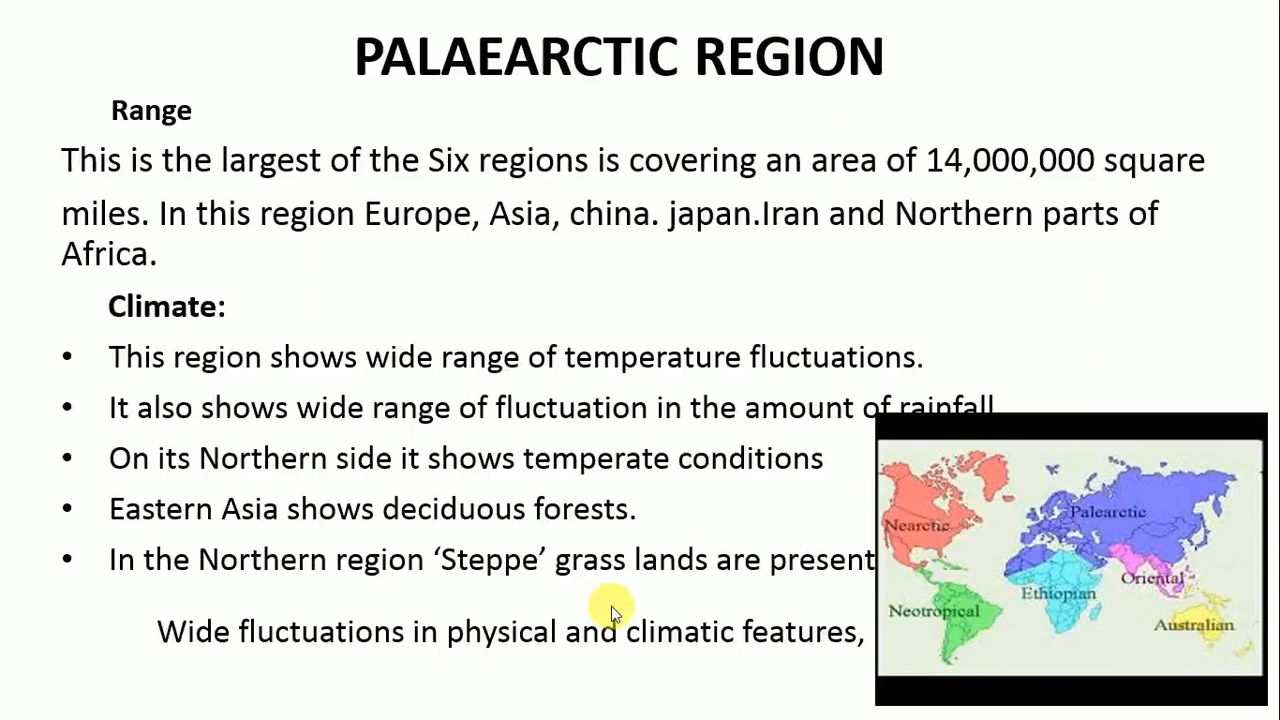 PALAEARCTIC REGION
Range
This is the largest of the Six regions is covering an area of 14,000,000 square
miles. In this region Europe, Asia, china. japan.Iran and Northern parts of
Africa.
Climate:
• This region shows wide range of temperature fluctuations.
• It also shows wide range of fluctuation in the amount of rainfall
• On its Northern side it shows temperate conditions
• Eastern Asia shows deciduous forests.
• In the Northern region ‘Steppe’ grass lands are present
Wide fluctuations in physical and climatic features,
Nearctic
Palearctic
Oriental
Ethiopian
Neotropical
Australian